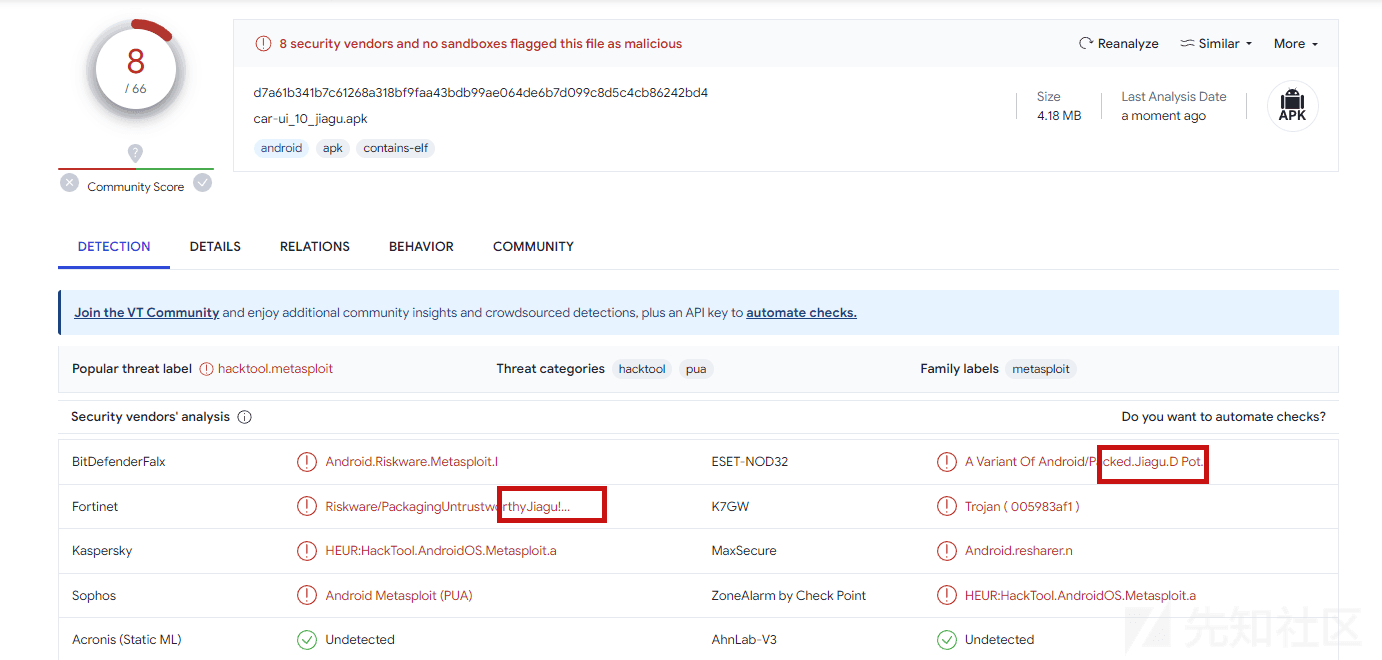 8
/ 66
?
Community Score
8 security vendors and no sandboxes flagged this file as malicious
Reanalyze
Similar
More
d7a61b341b7c61268a318bf9faa43bdb99ae064de6b7d099c8d5c4cb86242bd4
car-ui_10_jiagu.apk
android apk contains-elf
Size
4.18 MB
Last Analysis Date
a moment ago
APK
DETECTION DETAILS RELATIONS BEHAVIOR COMMUNITY
Join the VT Community and enjoy additional community insights and crowdsourced detections, plus an API key to automate checks.
Popular threat label hacktool.metasploit Threat categories hacktool pua Family labels metasploit
Security vendors' analysis Do you want to automate checks?
BitDefenderFalx Android.Riskware.Metasploit.I ESET-NOD32 A Variant Of Android/Packed.Jiagu.D Pot.
Fortinet Riskware/PackagingUntrustworthyJiagu!... K7GW Trojan ( 005983af1 )
Kaspersky HEUR:HackTool.AndroidOS.Metasploit.a MaxSecure Android.resharer.n
Sophos Android Metasploit (PUA) ZoneAlarm by Check Point HEUR:HackTool.AndroidOS.Metasploit.a
Acronis (Static ML) Undetected AhnLab-V3 Undetected
先知社区